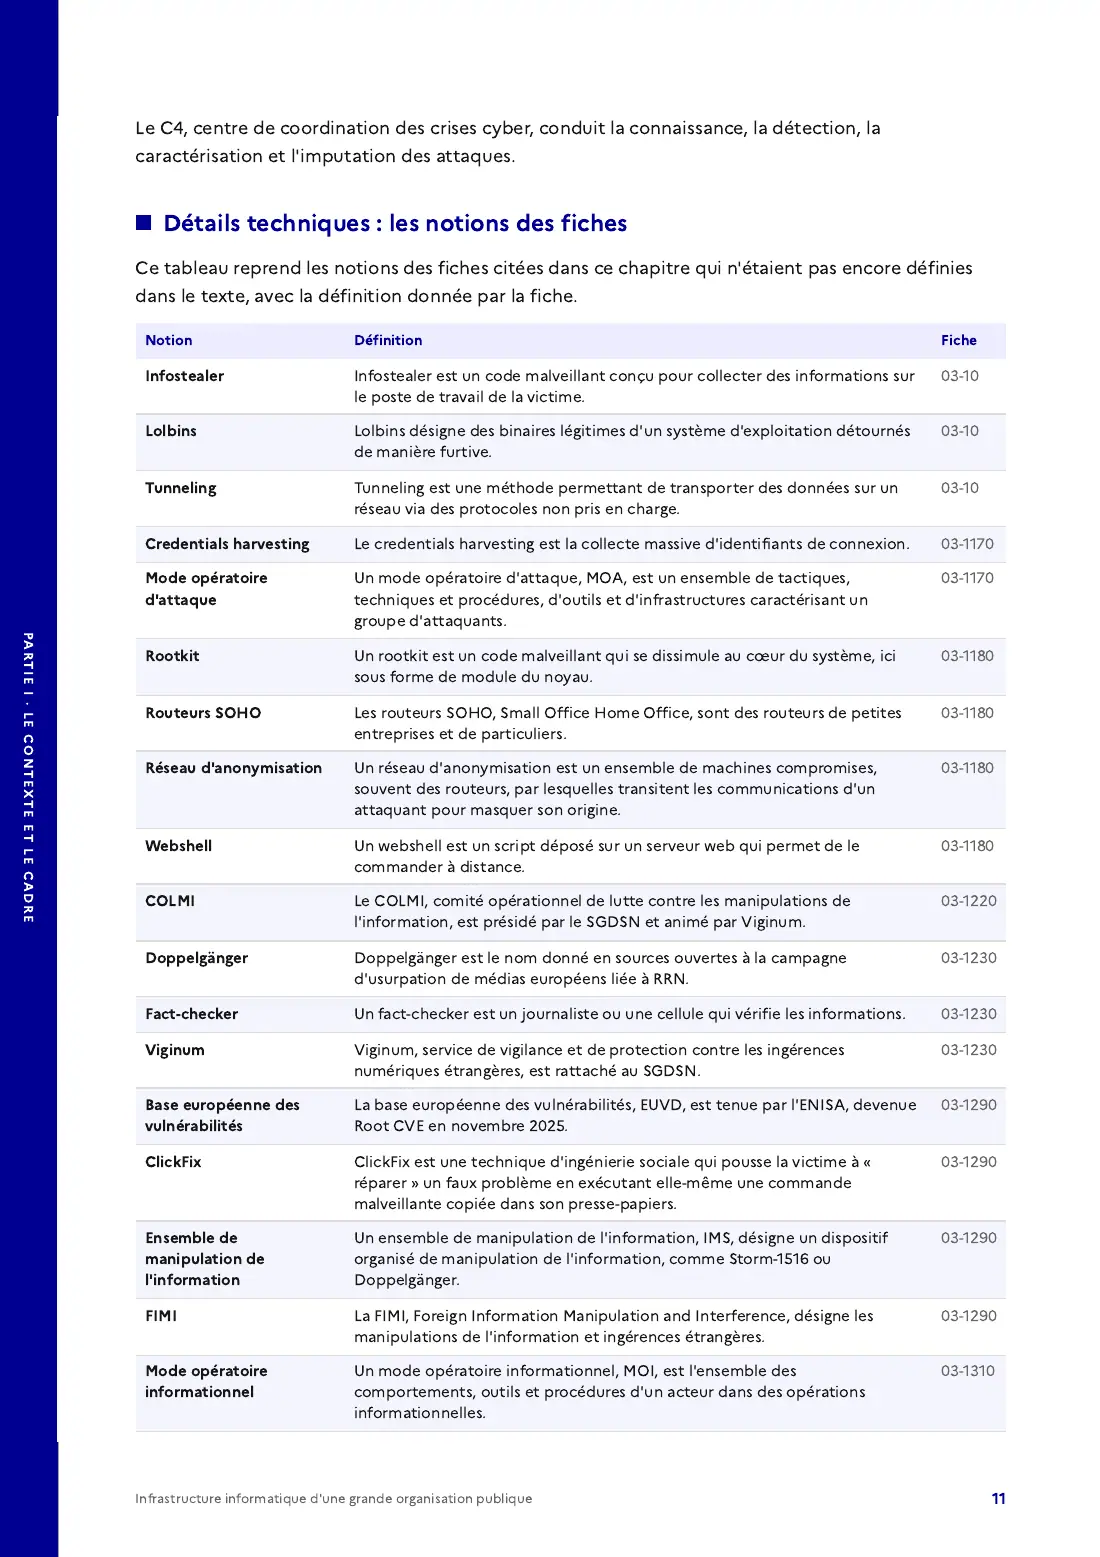 Le C4, centre de coordination des crises cyber, conduit la connaissance, la détection, la
caractérisation et l'imputation des attaques.
Détails techniques : les notions des fiches
Ce tableau reprend les notions des fiches citées dans ce chapitre qui n'étaient pas encore définies
dans le texte, avec la définition donnée par la fiche.
Notion Définition Fiche
Infostealer Infostealer est un code malveillant conçu pour collecter des informations sur 03-10
le poste de travail de la victime.
Lolbins Lolbins désigne des binaires légitimes d'un système d'exploitation détournés 03-10
de manière furtive.
Tunneling Tunneling est une méthode permettant de transporter des données sur un 03-10
réseau via des protocoles non pris en charge.
Credentials harvesting Le credentials harvesting est la collecte massive d'identifiants de connexion. 03-1170
Mode opératoire Un mode opératoire d'attaque, MOA, est un ensemble de tactiques, 03-1170
d'attaque techniques et procédures, d'outils et d'infrastructures caractérisant un
groupe d'attaquants.
Rootkit Un rootkit est un code malveillant qui se dissimule au cœur du système, ici 03-1180
sous forme de module du noyau.
Routeurs SOHO Les routeurs SOHO, Small Office Home Office, sont des routeurs de petites 03-1180
entreprises et de particuliers.
Réseau d'anonymisation Un réseau d'anonymisation est un ensemble de machines compromises, 03-1180
souvent des routeurs, par lesquelles transitent les communications d'un
attaquant pour masquer son origine.
Webshell Un webshell est un script déposé sur un serveur web qui permet de le 03-1180
commander à distance.
COLMI Le COLMI, comité opérationnel de lutte contre les manipulations de 03-1220
l'information, est présidé par le SGDSN et animé par Viginum.
Doppelgänger Doppelgänger est le nom donné en sources ouvertes à la campagne 03-1230
d'usurpation de médias européens liée à RRN.
Fact-checker Un fact-checker est un journaliste ou une cellule qui vérifie les informations. 03-1230
Viginum Viginum, service de vigilance et de protection contre les ingérences 03-1230
numériques étrangères, est rattaché au SGDSN.
Base européenne des La base européenne des vulnérabilités, EUVD, est tenue par l'ENISA, devenue 03-1290
vulnérabilités Root CVE en novembre 2025.
ClickFix ClickFix est une technique d'ingénierie sociale qui pousse la victime à « 03-1290
réparer » un faux problème en exécutant elle-même une commande
malveillante copiée dans son presse-papiers.
Ensemble de Un ensemble de manipulation de l'information, IMS, désigne un dispositif 03-1290
manipulation de organisé de manipulation de l'information, comme Storm-1516 ou
l'information Doppelgänger.
FIMI La FIMI, Foreign Information Manipulation and Interference, désigne les 03-1290
manipulations de l'information et ingérences étrangères.
Mode opératoire Un mode opératoire informationnel, MOI, est l'ensemble des 03-1310
informationnel comportements, outils et procédures d'un acteur dans des opérations
informationnelles.
PARTIE I · LE CONTEXTE ET LE CADRE
Infrastructure informatique d'une grande organisation publique 11